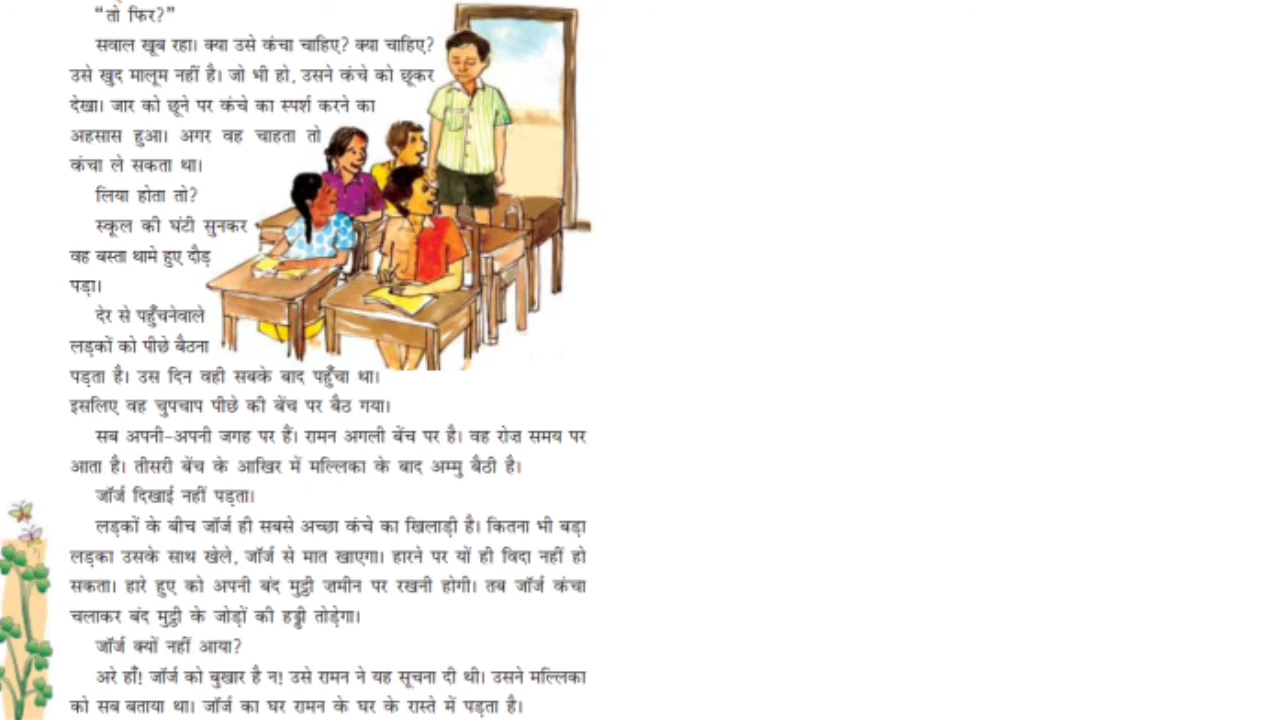 “तो फिर?”
सवाल खूब रहा। क्या उसे कंचा चाहिए? क्या चाहिए?
उसे खुद मालूम नहीं है। जो भी हो, उसने कंचे को छूकर
देखा। जार को छूने पर कंचे का स्पर्श करने का
अहसास हुआ। अगर वह चाहता तो
कंचा ले सकता था।
लिया होता तो?
स्कूल की घंटी सुनकर
वह बस्ता थामे हुए दौड़
पड़ा।
देर से पहुँचनेवाले
लड़कों को पीछे बैठना
पड़ता है। उस दिन वही सबके बाद पहुँचा था।
इसलिए वह चुपचाप पीछे की बेंच पर बैठ गया।
सब अपनी-अपनी जगह पर हैं। रामन अगली बेंच पर है। वह रोज़ समय पर
आता है। तीसरी बेंच के आखिर में मल्लिका के बाद अम्मु बैठी है।
जॉर्ज दिखाई नहीं पड़ता।
लड़कों के बीच जॉर्ज ही सबसे अच्छा कंचे का खिलाड़ी है। कितना भी बड़ा
लड़का उसके साथ खेले, जॉर्ज से मात खाएगा। हारने पर यों ही विदा नहीं हो
सकता। हारे हुए को अपनी बंद मुट्ठी ज़मीन पर रखनी होगी। तब जॉर्ज कंचा
चलाकर बंद मुट्ठी के जोड़ों की हड्डी तोड़ेगा।
जॉर्ज क्यों नहीं आया?
अरे हाँ! जॉर्ज को बुखार है न! उसे रामन ने यह सूचना दी थी। उसने मल्लिका
को सब बताया था। जॉर्ज का घर रामन के घर के रास्ते में पड़ता है।